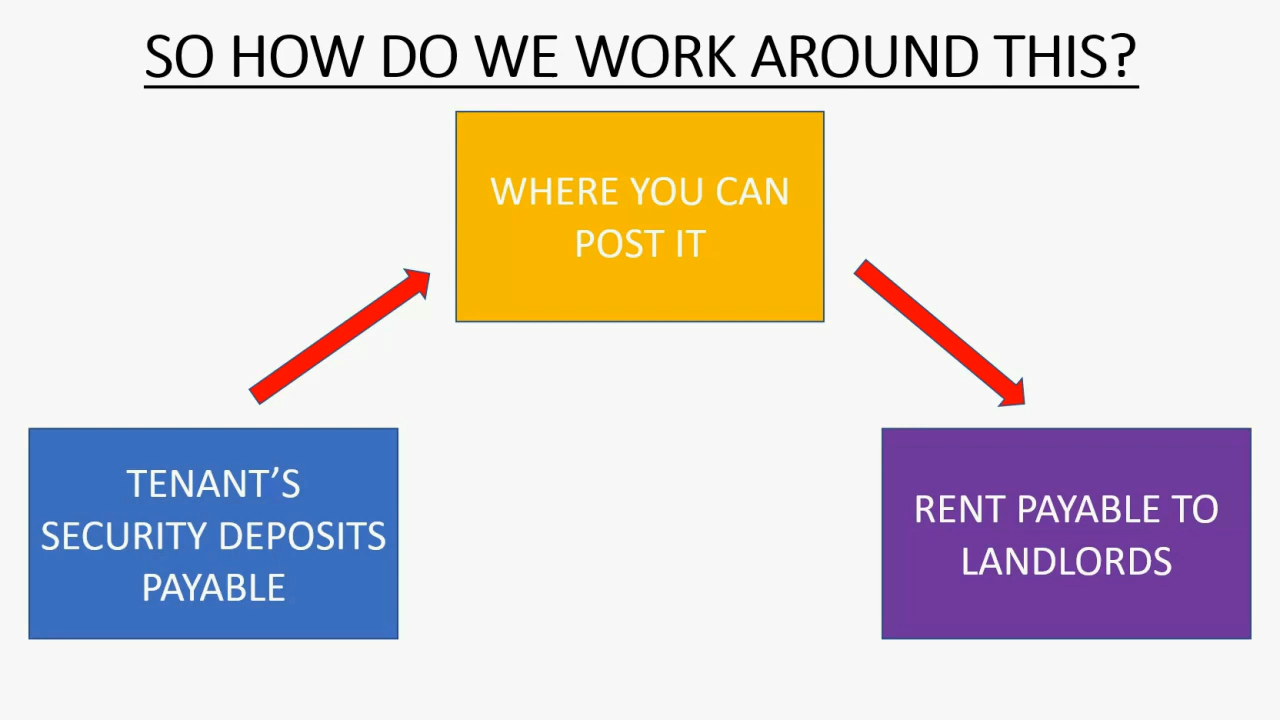 SO HOW DO WE WORK AROUND THIS?
WHERE YOU CAN
POST IT
TENANT’S
SECURITY DEPOSITS
PAYABLE
RENT PAYABLE TO
LANDLORDS